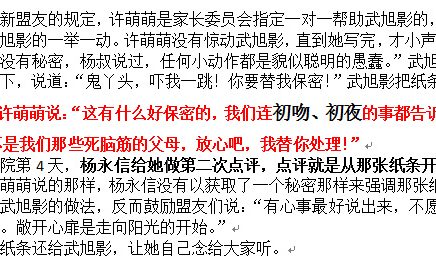 新盟友的规定，许萌萌是家长委员会指定一对一帮助武旭影的，
旭影的一举一动。许萌萌没有惊动武旭影，直到她写完，才小声
没有秘密，杨叔说过，任何小动作都是貌似聪明的愚蠢。”武旭
下，说道：“鬼丫头，吓我一跳！你要替我保密！”武旭影把纸条
许萌萌说：“这有什么好保密的，我们连初吻、初夜的事都告诉
是我们那些死脑筋的父母，放心吧，我替你处理！”
院第 4 天，杨永信给她做第二次点评，点评就是从那张纸条开
萌萌说的那样，杨永信没有以获取了一个秘密那样来强调那张纸
武旭影的做法，反而鼓励盟友们说：“有心事最好说出来，不愿
。敞开心扉是走向阳光的开始。”
纸条还给武旭影，让她自己念给大家听。